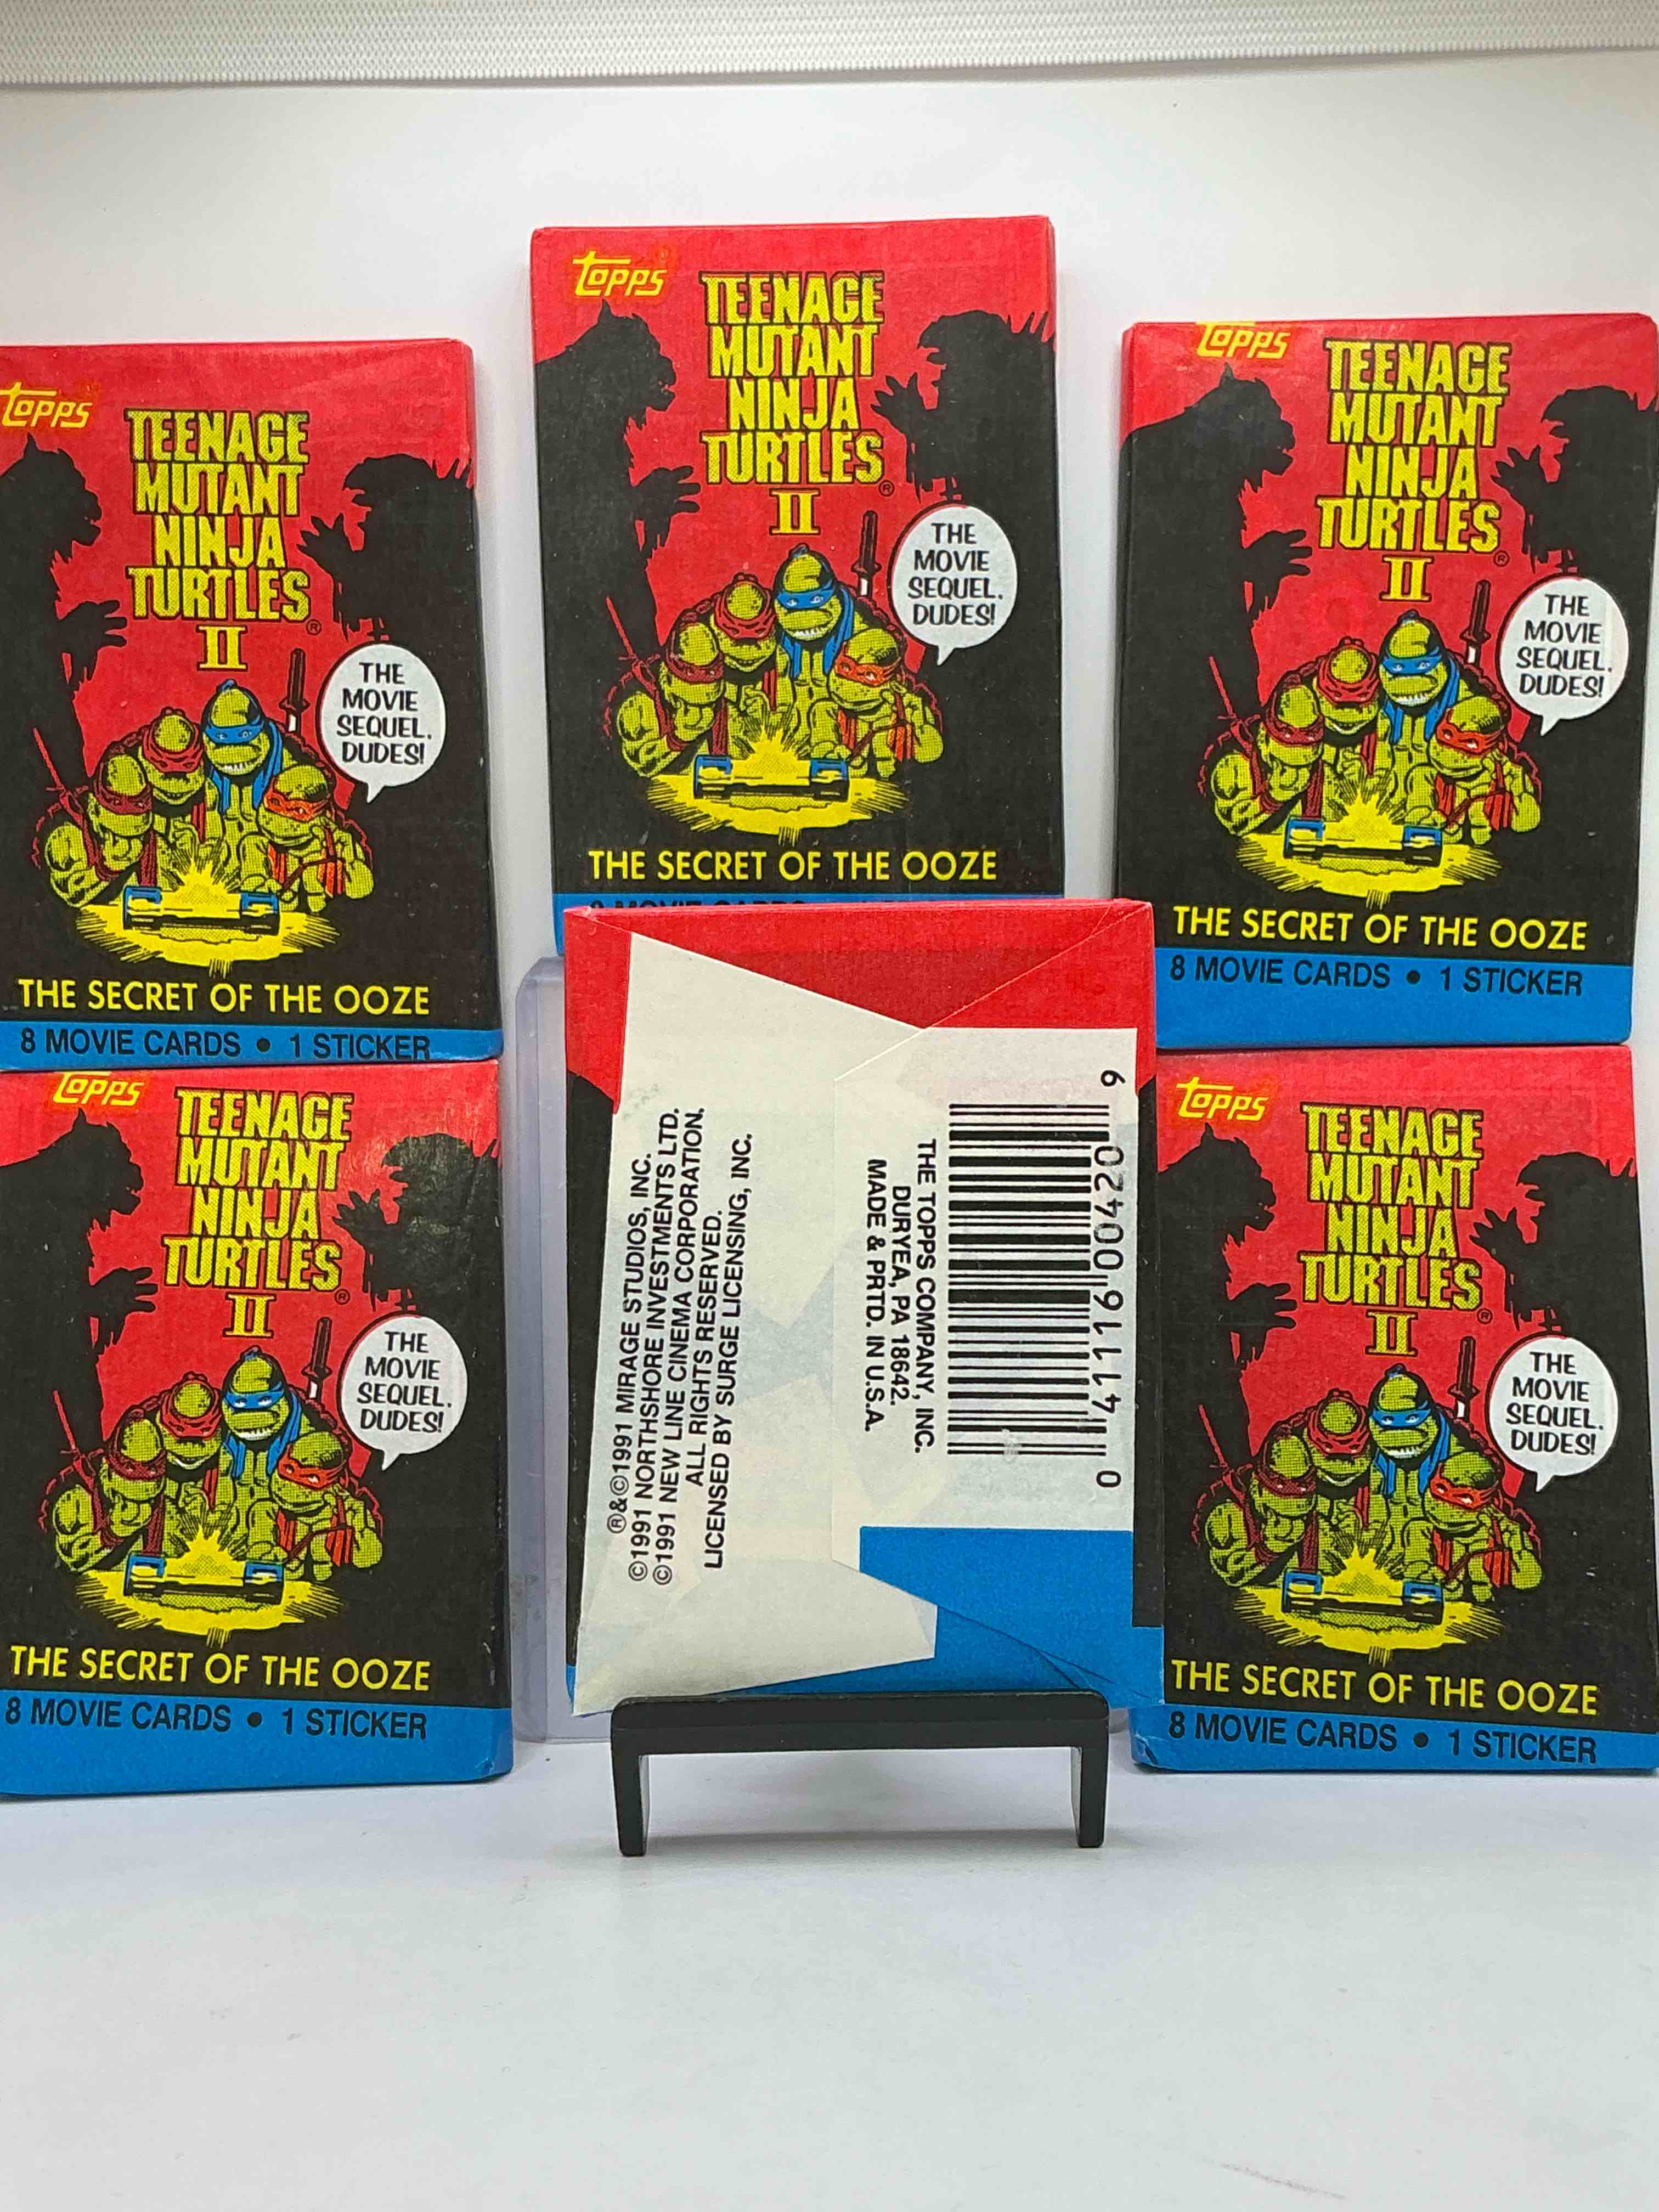 topps
TEENAGE
MUTANT
NINJA
TURTLES®
II
THE
MOVIE
SEQUEL,
DUDES!
THE SECRET OF THE OOZE
topps
TEENAGE
MUTANT
NINJA
TURTLES®
II
THE
MOVIE
SEQUEL,
DUDES!
THE SECRET OF THE OOZE
8 MOVIE CARDS • 1 STICKER
topps
TEENAGE
MUTANT
NINJA
TURTLES®
II
THE
MOVIE
SEQUEL,
DUDES!
THE SECRET OF THE OOZE
8 MOVIE CARDS • 1 STICKER
topps
TEENAGE
MUTANT
NINJA
TURTLES®
II
THE
MOVIE
SEQUEL,
DUDES!
THE SECRET OF THE OOZE
8 MOVIE CARDS • 1 STICKER
®&©1991 MIRAGE STUDIOS, INC.
©1991 NORTHSHORE INVESTMENTS LTD.
©1991 NEW LINE CINEMA CORPORATION.
ALL RIGHTS RESERVED.
LICENSED BY SURGE LICENSING, INC.
THE TOPPS COMPANY, INC.
DURYEA, PA 18642.
MADE & PRTD. IN U.S.A.
0 41116 00420 9
topps
TEENAGE
MUTANT
NINJA
TURTLES®
II
THE
MOVIE
SEQUEL,
DUDES!
THE SECRET OF THE OOZE
8 MOVIE CARDS • 1 STICKER